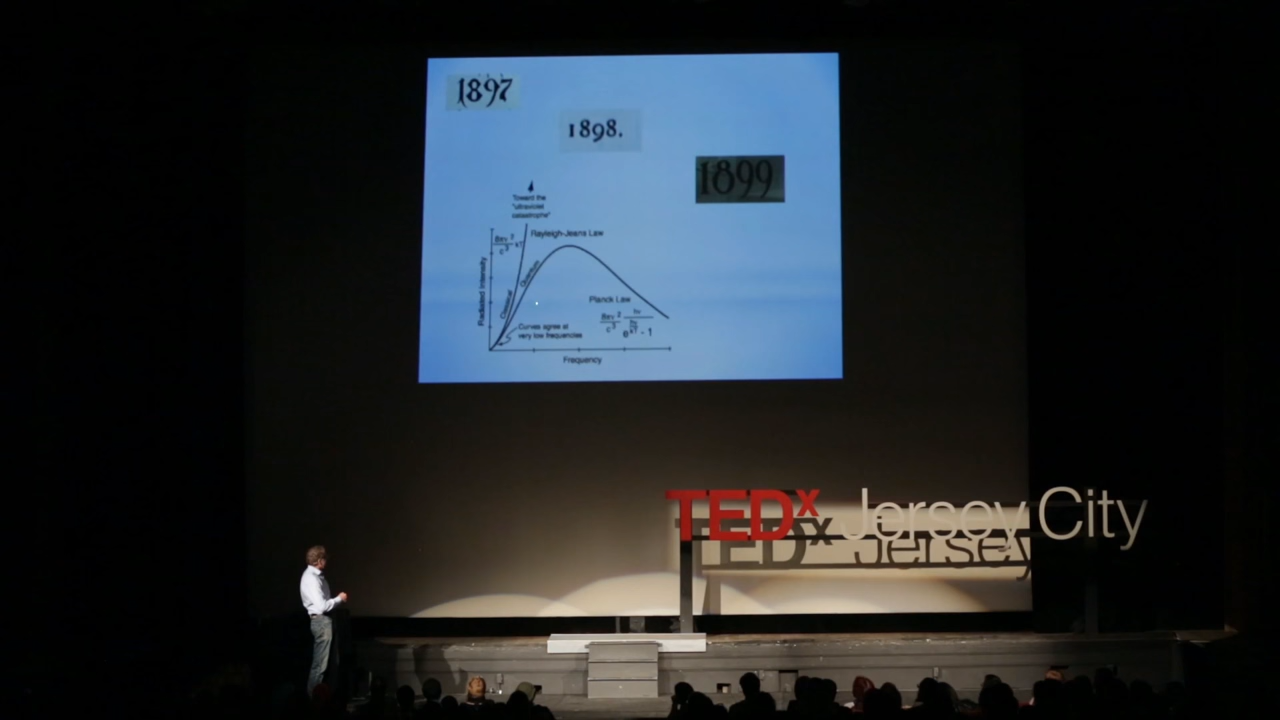 1897
1898.
1899
Toward the
"ultraviolet
catastrophe"
Rayleigh-Jeans Law
Radiated Intensity
Classical
Quantum
Planck Law
Curves agree at
very low frequencies
Frequency
TEDx Jersey City